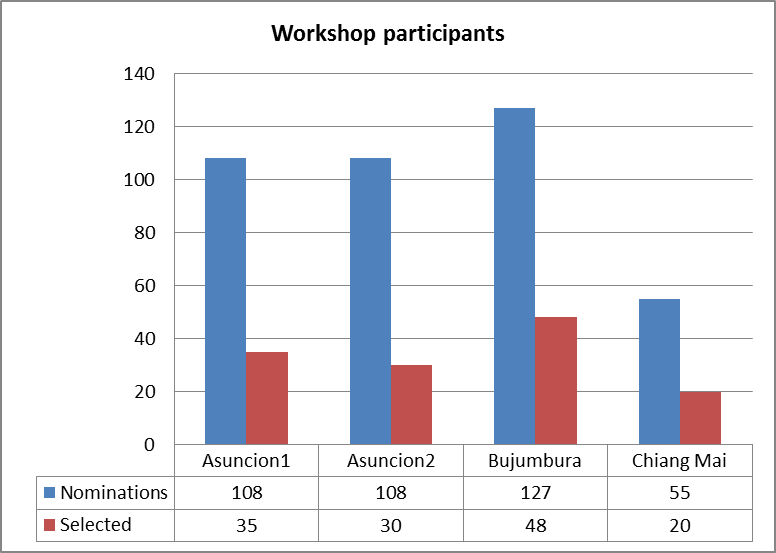 Workshop participants
140
120
100
80
60
40
20
0
Asuncion1 Asuncion2 Bujumbura Chiang Mai
Nominations 108 108 127 55
Selected 35 30 48 20